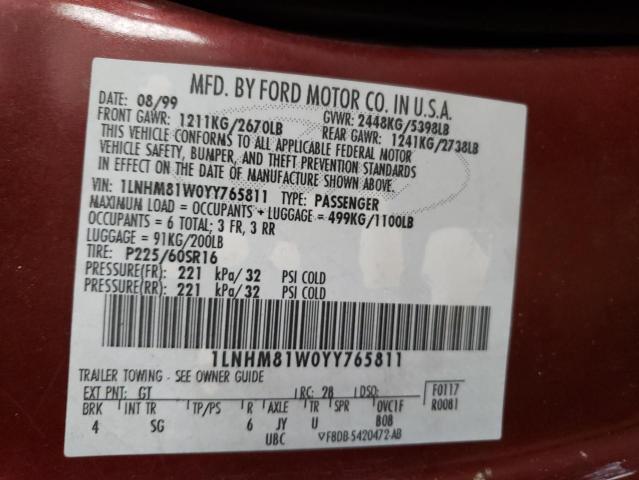 MFD. BY FORD MOTOR CO. IN U.S.A.
DATE: 08/99 GVWR: 2448KG/5398LB
FRONT GAWR: 1211KG/2670LB REAR GAWR: 1241KG/2738LB
THIS VEHICLE CONFORMS TO ALL APPLICABLE FEDERAL MOTOR
VEHICLE SAFETY, BUMPER, AND THEFT PREVENTION STANDARDS
IN EFFECT ON THE DATE OF MANUFACTURE SHOWN ABOVE.
VIN: 1LNHM81W0YY765811 TYPE: PASSENGER
MAXIMUM LOAD = OCCUPANTS + LUGGAGE = 499KG/1100LB
OCCUPANTS = 6 TOTAL; 3 FR, 3 RR
LUGGAGE = 91KG/200LB
TIRE: P225/60SR16
PRESSURE(FR): 221 kPa/32 PSI COLD
PRESSURE(RR): 221 kPa/32 PSI COLD
1LNHM81W0YY765811
TRAILER TOWING - SEE OWNER GUIDE
EXT PNT: GT RC: 28 DSO: F0117
BRK INT TR TP/PS R AXLE TR SPR 0VC1F R0081
4 SG 6 JY U BOB
UBC VF8DB-5420472-AB